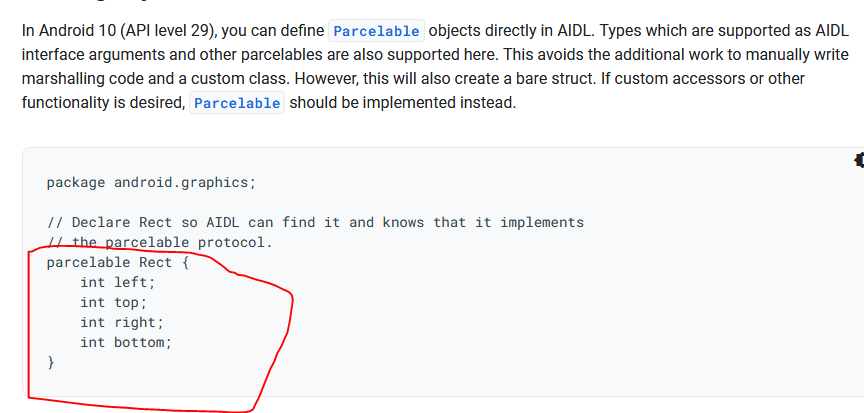 In Android 10 (API level 29), you can define Parcelable objects directly in AIDL. Types which are supported as AIDL
interface arguments and other parcelables are also supported here. This avoids the additional work to manually write
marshalling code and a custom class. However, this will also create a bare struct. If custom accessors or other
functionality is desired, Parcelable should be implemented instead.
package android.graphics;
// Declare Rect so AIDL can find it and knows that it implements
// the parcelable protocol.
parcelable Rect {
    int left;
    int top;
    int right;
    int bottom;
}